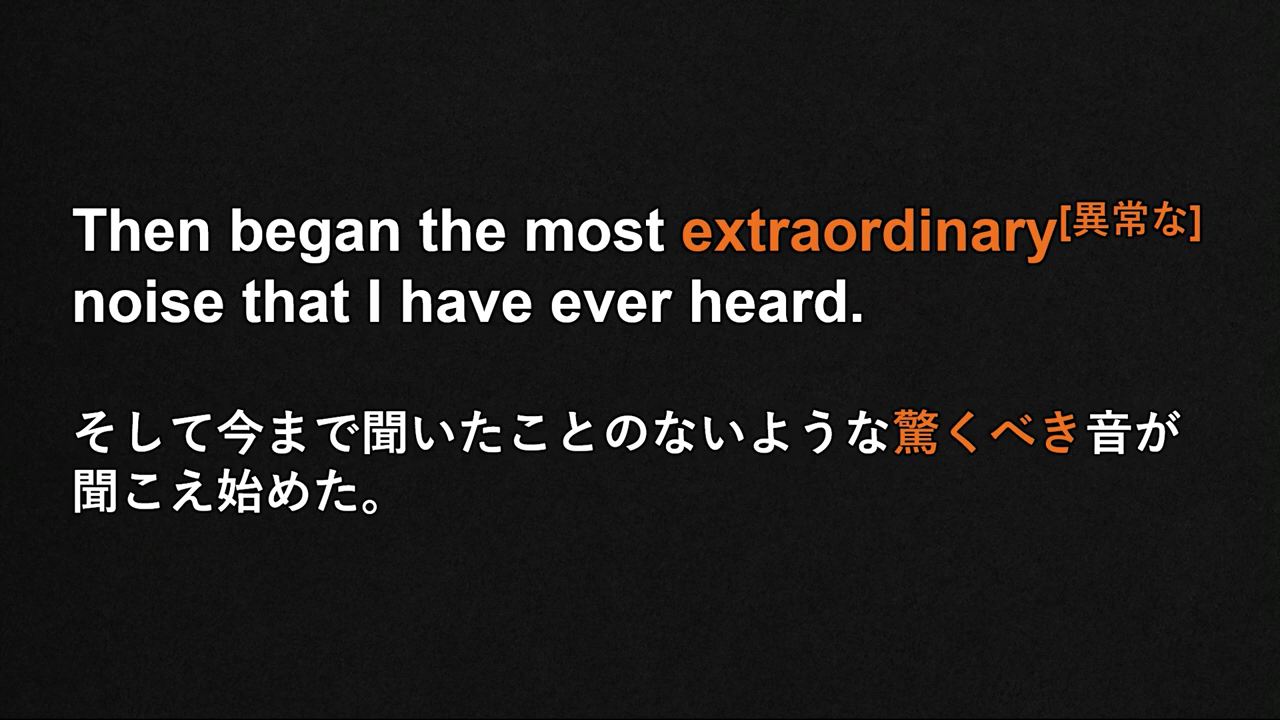 Then began the most extraordinary[異常な]
noise that I have ever heard.
そして今まで聞いたことのないような驚くべき音が
聞こえ始めた。